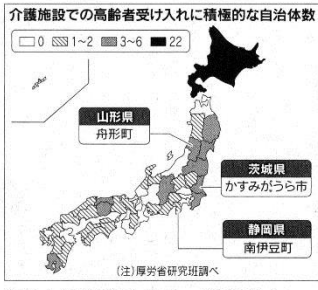 介護施設での高齢者受け入れに積極的な自治体数
0 1~2 3~6 22
山形県
舟形町
茨城県
かすみがうら市
静岡県
南伊豆町
(注)厚労省研究班調べ